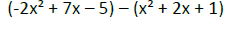 (-2x² + 7x – 5) – (x² + 2x + 1)